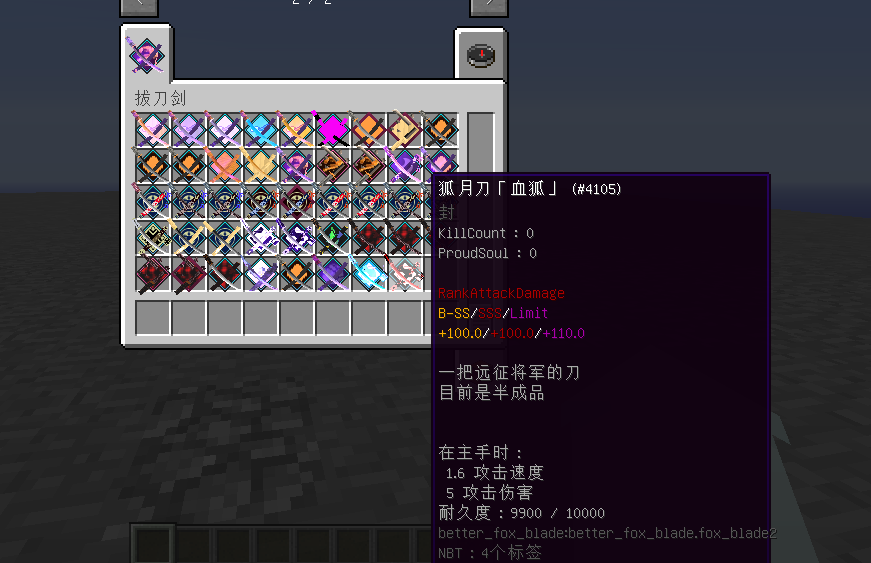 2 / 2
拔刀剑
狐月刀「血狐」 (#4105)
封
KillCount : 0
ProudSoul : 0
RankAttackDamage
B-SS/SSS/Limit
+100.0/+100.0/+110.0
一把远征将军的刀
目前是半成品
在主手时：
1.6 攻击速度
5 攻击伤害
耐久度：9900 / 10000
better_fox_blade:better_fox_blade.fox_blade2
NBT：4个标签